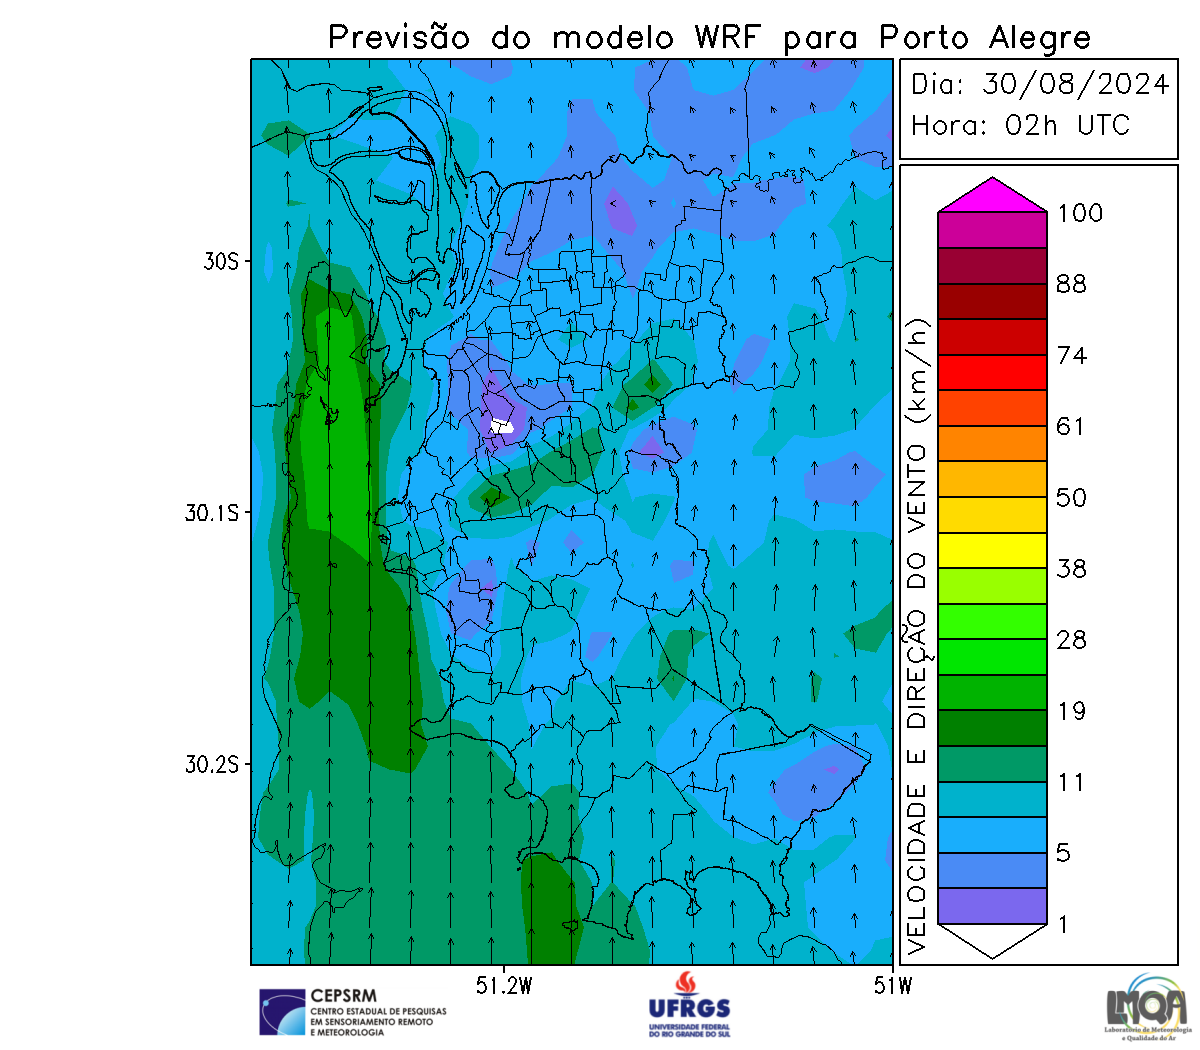 Previsão do modelo WRF para Porto Alegre
Dia: 30/08/2024
Hora: 02h UTC
30S
30.1S
30.2S
51.2W
51W
VELOCIDADE E DIREÇÃO DO VENTO (km/h)
100
88
74
61
50
38
28
19
11
5
1
CEPSRM
CENTRO ESTADUAL DE PESQUISAS
EM SENSORIAMENTO REMOTO
E METEOROLOGIA
UFRGS
UNIVERSIDADE FEDERAL
DO RIO GRANDE DO SUL
LMQA
Laboratório de Meteorologia
e Qualidade do Ar